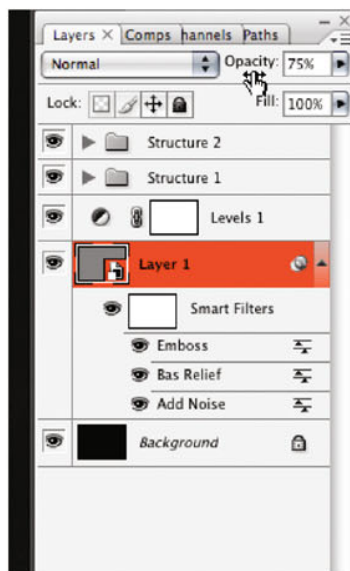 Layers × Comps hannels Paths
Normal Opacity: 75%
Lock: Fill: 100%
Structure 2
Structure 1
Levels 1
Layer 1
Smart Filters
Emboss
Bas Relief
Add Noise
Background